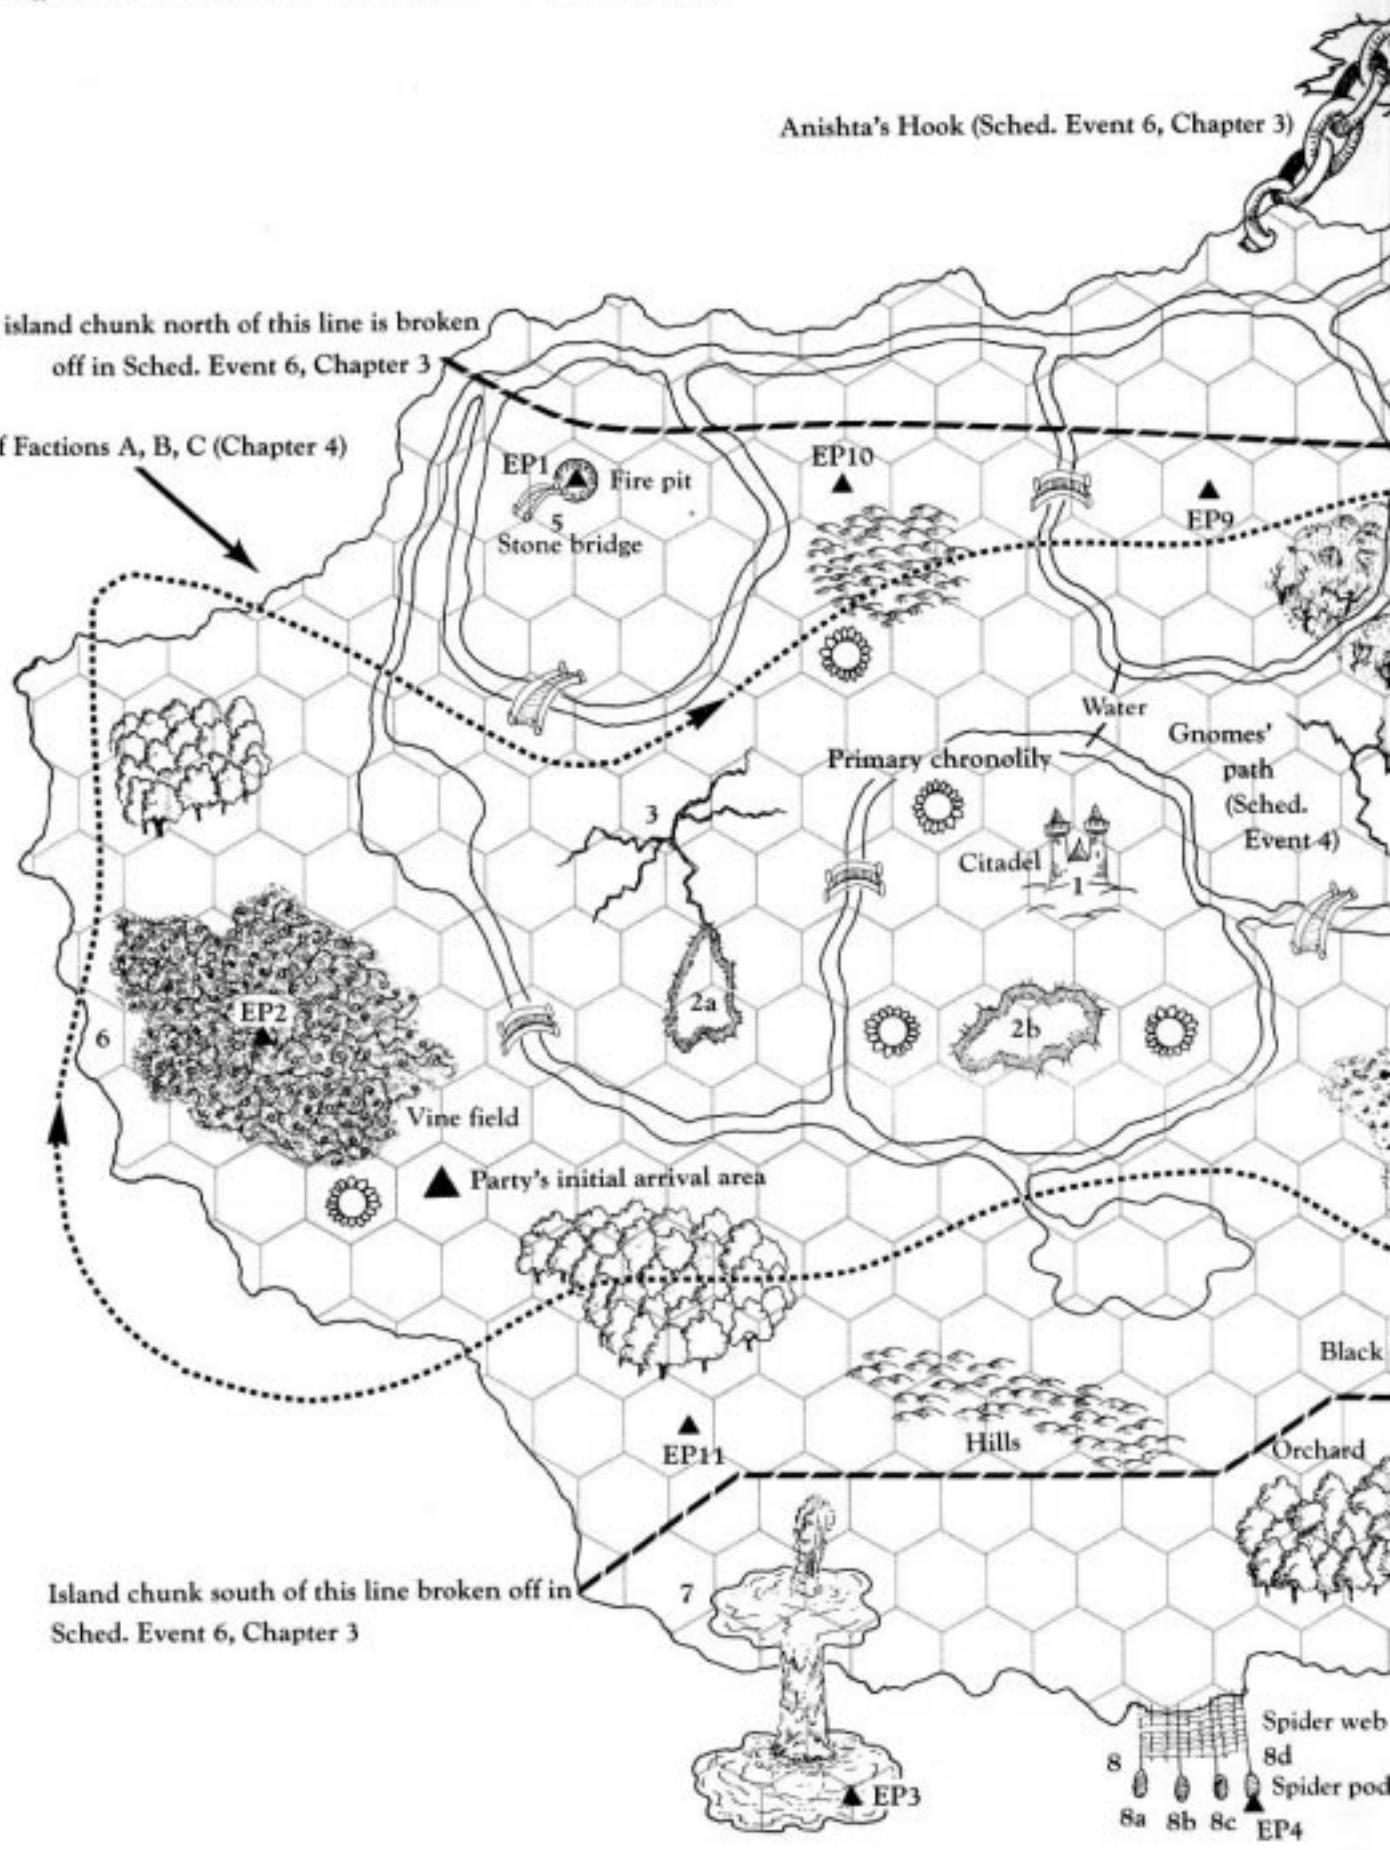 Anishta's Hook (Sched. Event 6, Chapter 3)
island chunk north of this line is broken
off in Sched. Event 6, Chapter 3
f Factions A, B, C (Chapter 4)
EP1
Fire pit
5
Stone bridge
EP10
EP9
Water
Gnomes'
path
(Sched.
Event 4)
Primary chronolily
3
Citadel
1
2a
2b
EP2
6
Vine field
Party's initial arrival area
Black
EP11
Hills
Orchard
Island chunk south of this line broken off in
Sched. Event 6, Chapter 3
7
EP3
Spider web
8
8d
Spider pod
8a 8b 8c
EP4